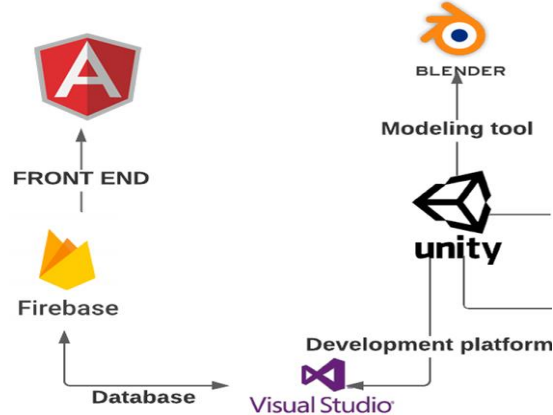 BLENDER
Modeling tool
FRONT END
unity
Firebase
Development platform
Database
Visual Studio